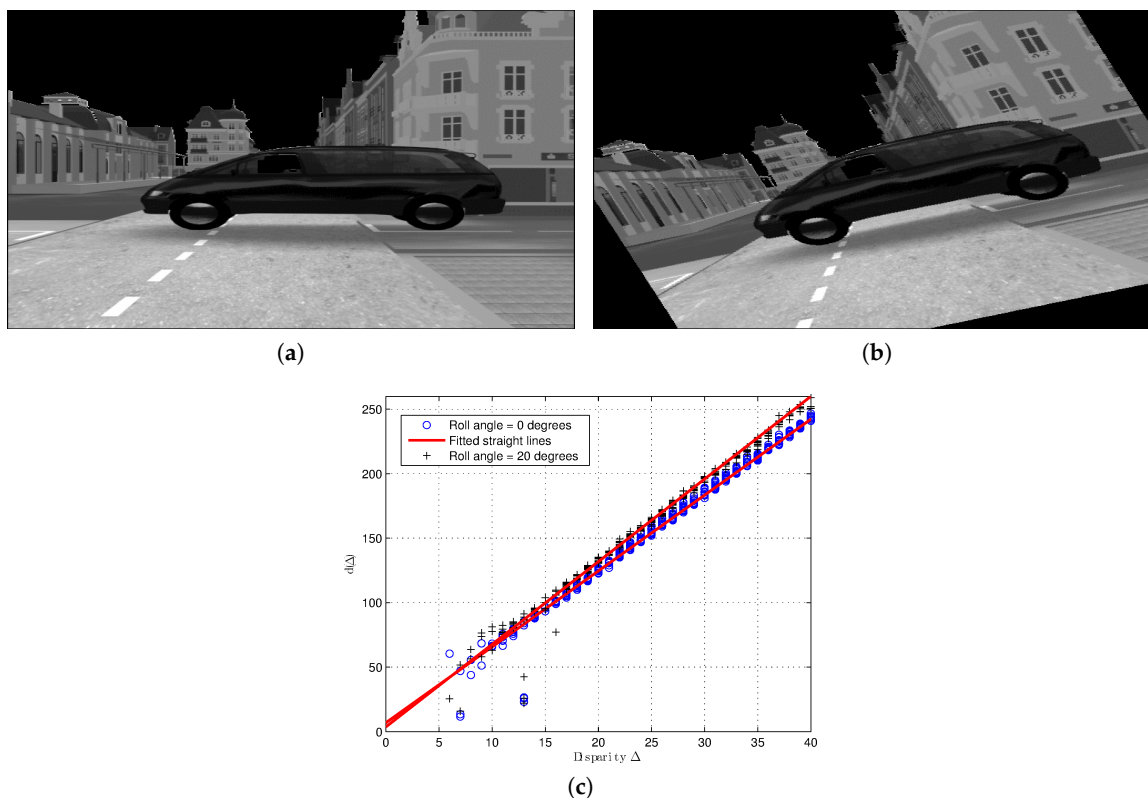 (a)
(b)
250
200
150
100
50
0
d(Δ)
Roll angle = 0 degrees
Fitted straight lines
Roll angle = 20 degrees
0 5 10 15 20 25 30 35 40
Disparity Δ
(c)